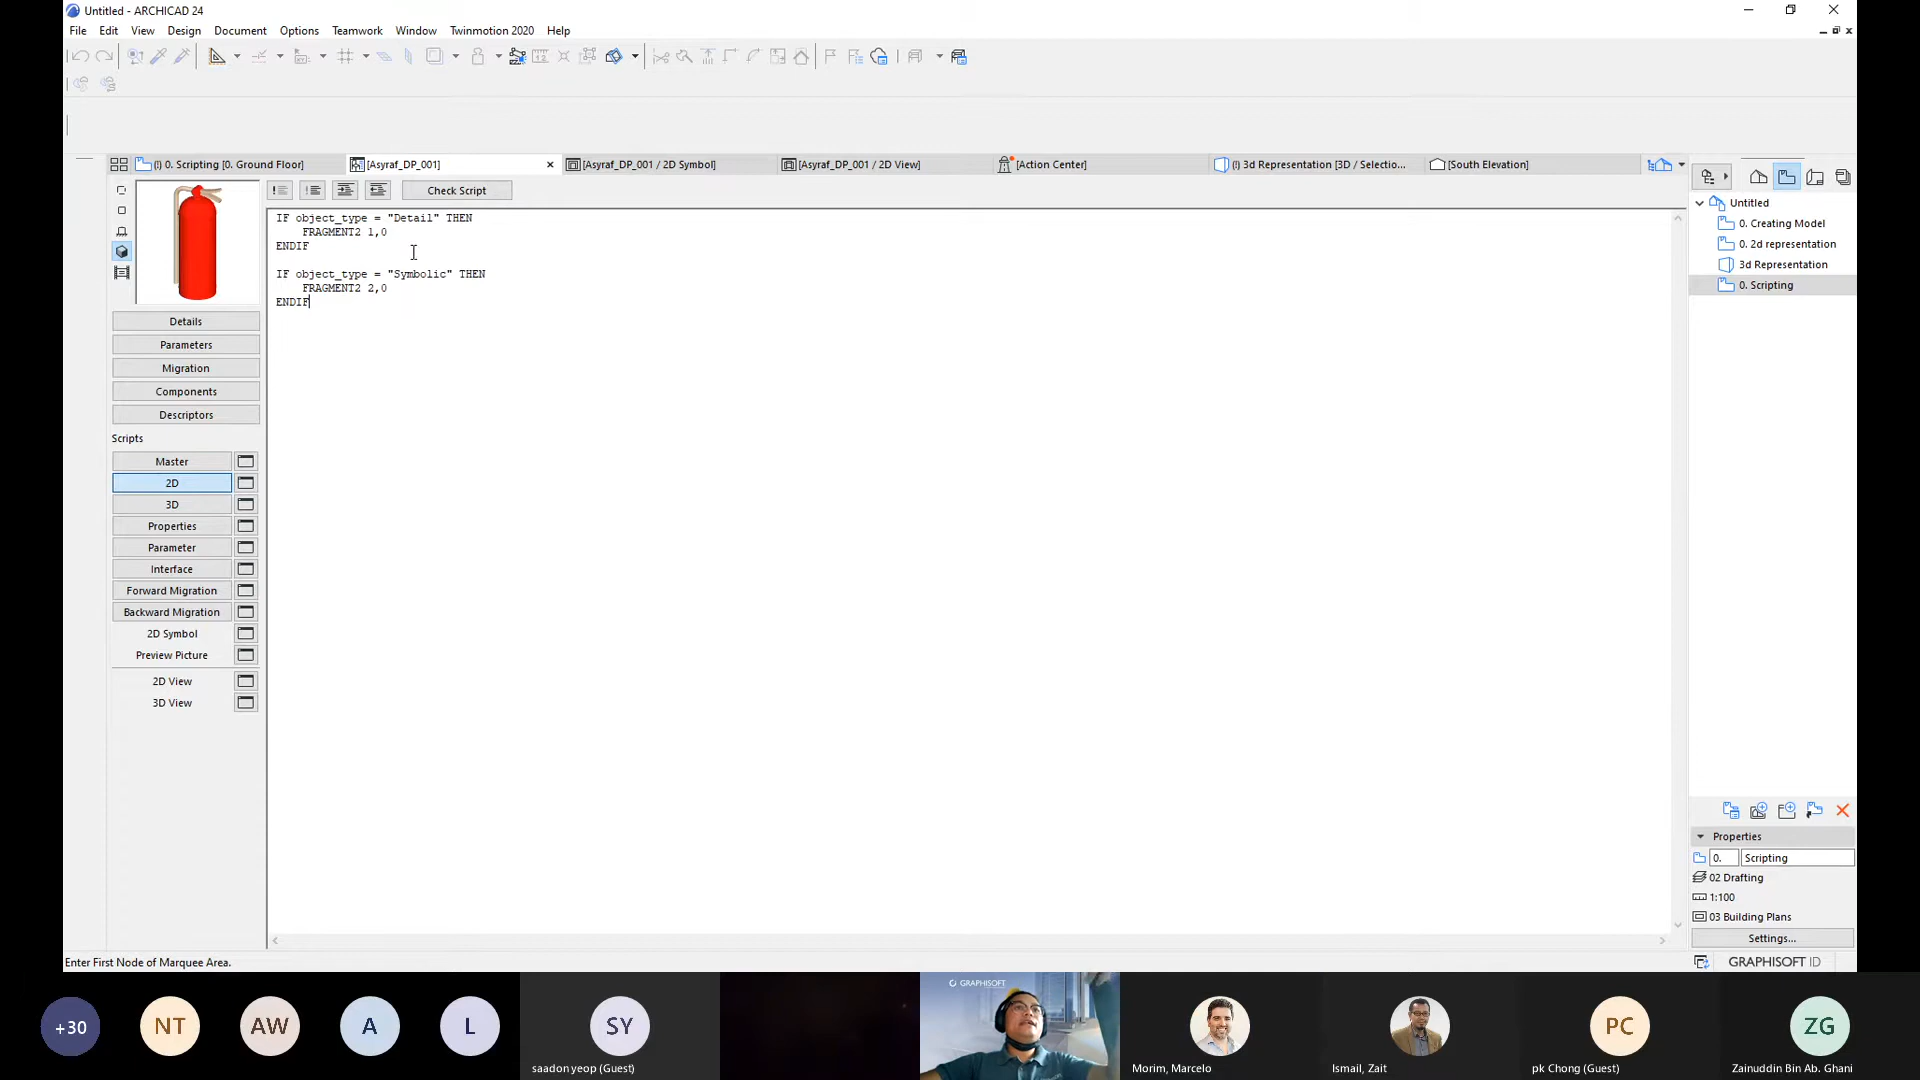 Untitled - ARCHICAD 24
File Edit View Design Document Options Teamwork Window Twinmotion 2020 Help
(!) 0. Scripting [0. Ground Floor]
[Asyraf_DP_001]
[Asyraf_DP_001 / 2D Symbol]
[Asyraf_DP_001 / 2D View]
[Action Center]
(!) 3d Representation [3D / Selectio...
[South Elevation]
Check Script
IF object_type = "Detail" THEN
FRAGMENT2 1,0
ENDIF
IF object_type = "Symbolic" THEN
FRAGMENT2 2,0
ENDIF
Details
Parameters
Migration
Components
Descriptors
Scripts
Master
2D
3D
Properties
Parameter
Interface
Forward Migration
Backward Migration
2D Symbol
Preview Picture
2D View
3D View
Untitled
0. Creating Model
0. 2d representation
3d Representation
0. Scripting
Properties
0. Scripting
02 Drafting
1:100
03 Building Plans
Settings...
Enter First Node of Marquee Area.
GRAPHISOFT ID
+30
NT
AW
A
L
SY
saadon yeop (Guest)
GRAPHISOFT
Morim, Marcelo
Ismail, Zait
PC
pk Chong (Guest)
ZG
Zainuddin Bin Ab. Ghani